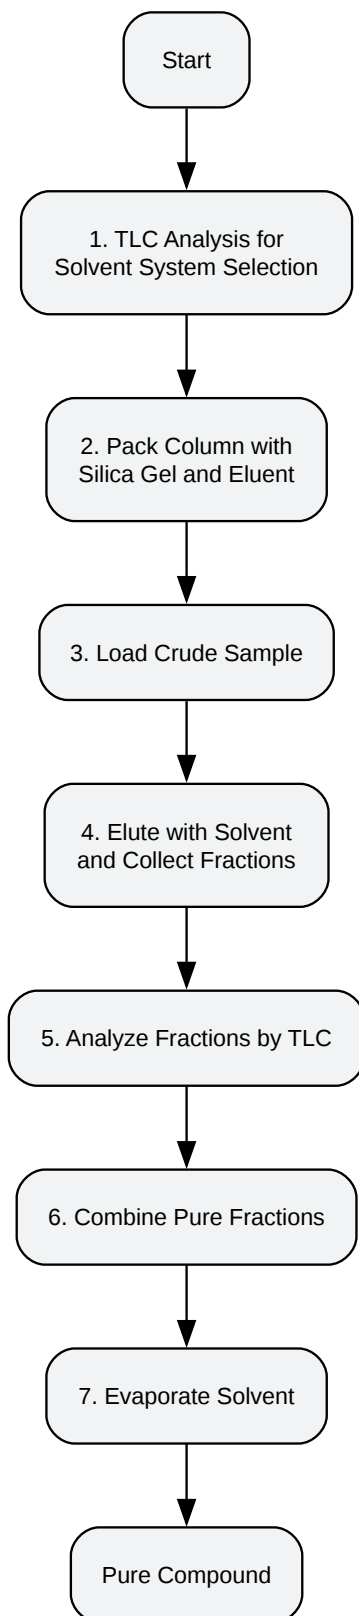 Start
1. TLC Analysis for
Solvent System Selection
2. Pack Column with
Silica Gel and Eluent
3. Load Crude Sample
4. Elute with Solvent
and Collect Fractions
5. Analyze Fractions by TLC
6. Combine Pure Fractions
7. Evaporate Solvent
Pure Compound